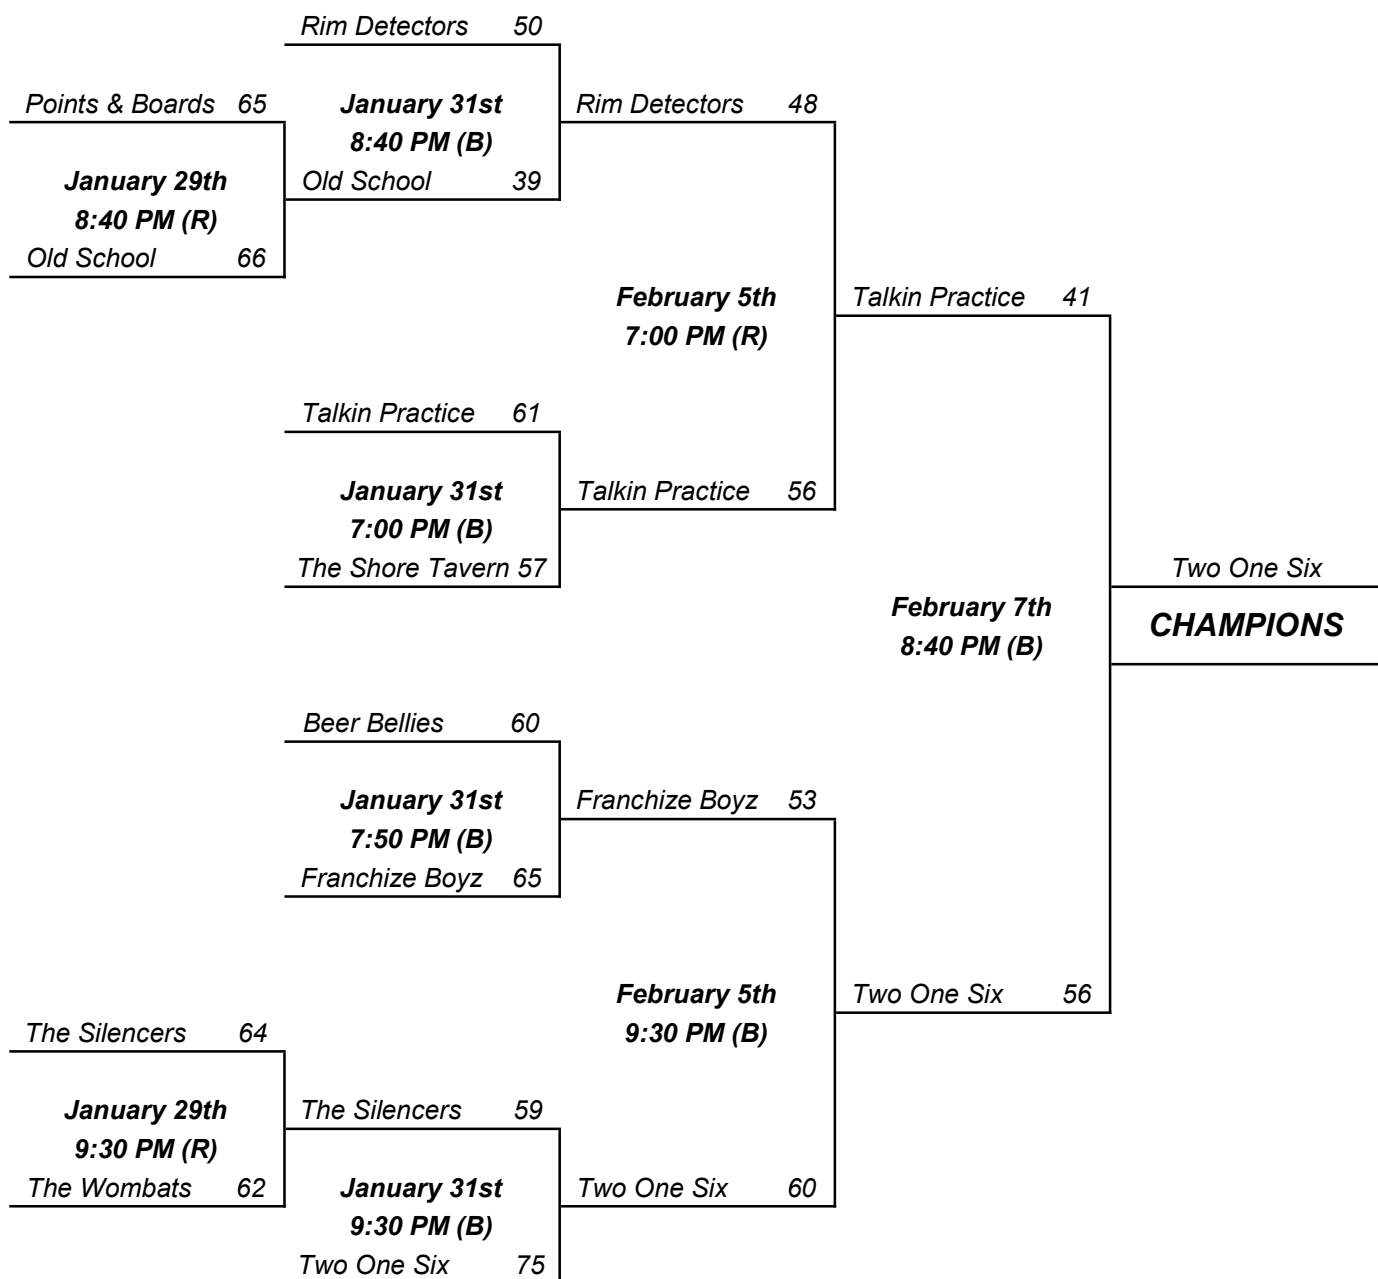 Rim Detectors 50
Points & Boards 65
January 31st
8:40 PM (B)
Rim Detectors 48
January 29th
8:40 PM (R)
Old School 39
Old School 66
February 5th
7:00 PM (R)
Talkin Practice 41
Talkin Practice 61
January 31st
7:00 PM (B)
Talkin Practice 56
The Shore Tavern 57
Two One Six
February 7th
8:40 PM (B)
CHAMPIONS
Beer Bellies 60
January 31st
7:50 PM (B)
Franchize Boyz 53
Franchize Boyz 65
February 5th
9:30 PM (B)
Two One Six 56
The Silencers 64
January 29th
9:30 PM (R)
The Silencers 59
The Wombats 62
January 31st
9:30 PM (B)
Two One Six 60
Two One Six 75